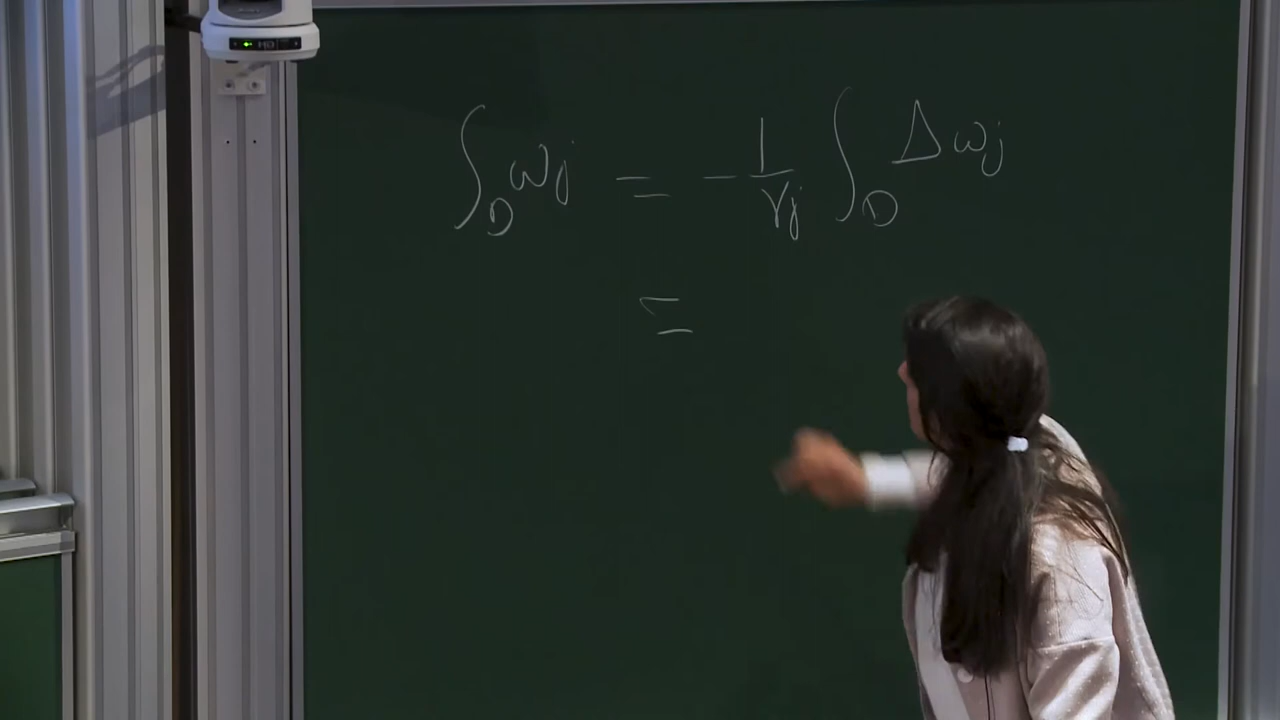 ∫_D ω_j = - 1/γ_j ∫_D Δω_j
=